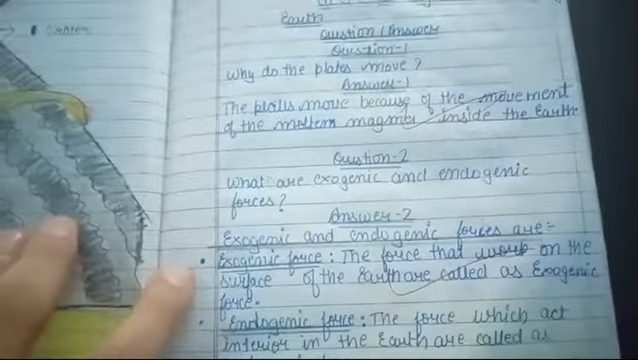 Crater
Earth
Question/Answer
Question-1
Why do the plates move?
Answer-1
The plates move because of the movement
of the moltern magma inside the Earth.
Question-2
What are exogenic and endogenic
forces?
Answer-2
Exogenic and endogenic forces are:-
• Exogenic force: The force that work on the
surface of the Earth are called as Exogenic
force.
• Endogenic force: The force which act
interior in the Earth are called as